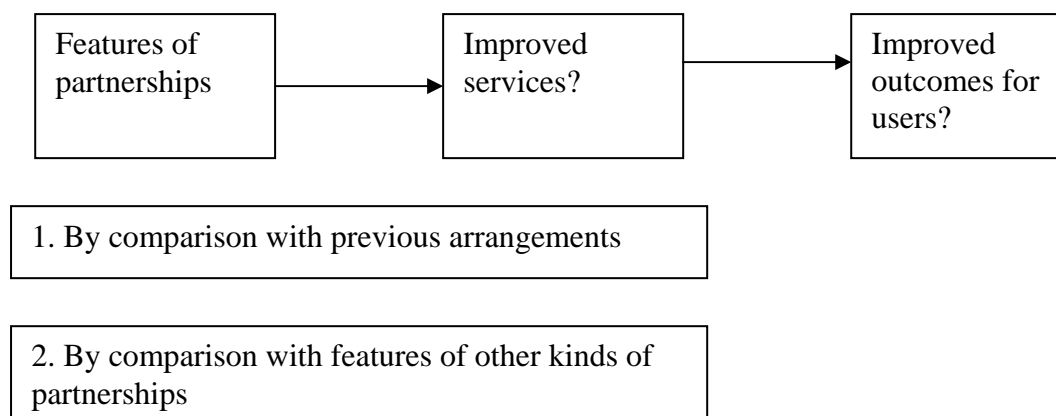 Features of
partnerships
Improved
services?
Improved
outcomes for
users?
1. By comparison with previous arrangements
2. By comparison with features of other kinds of
partnerships